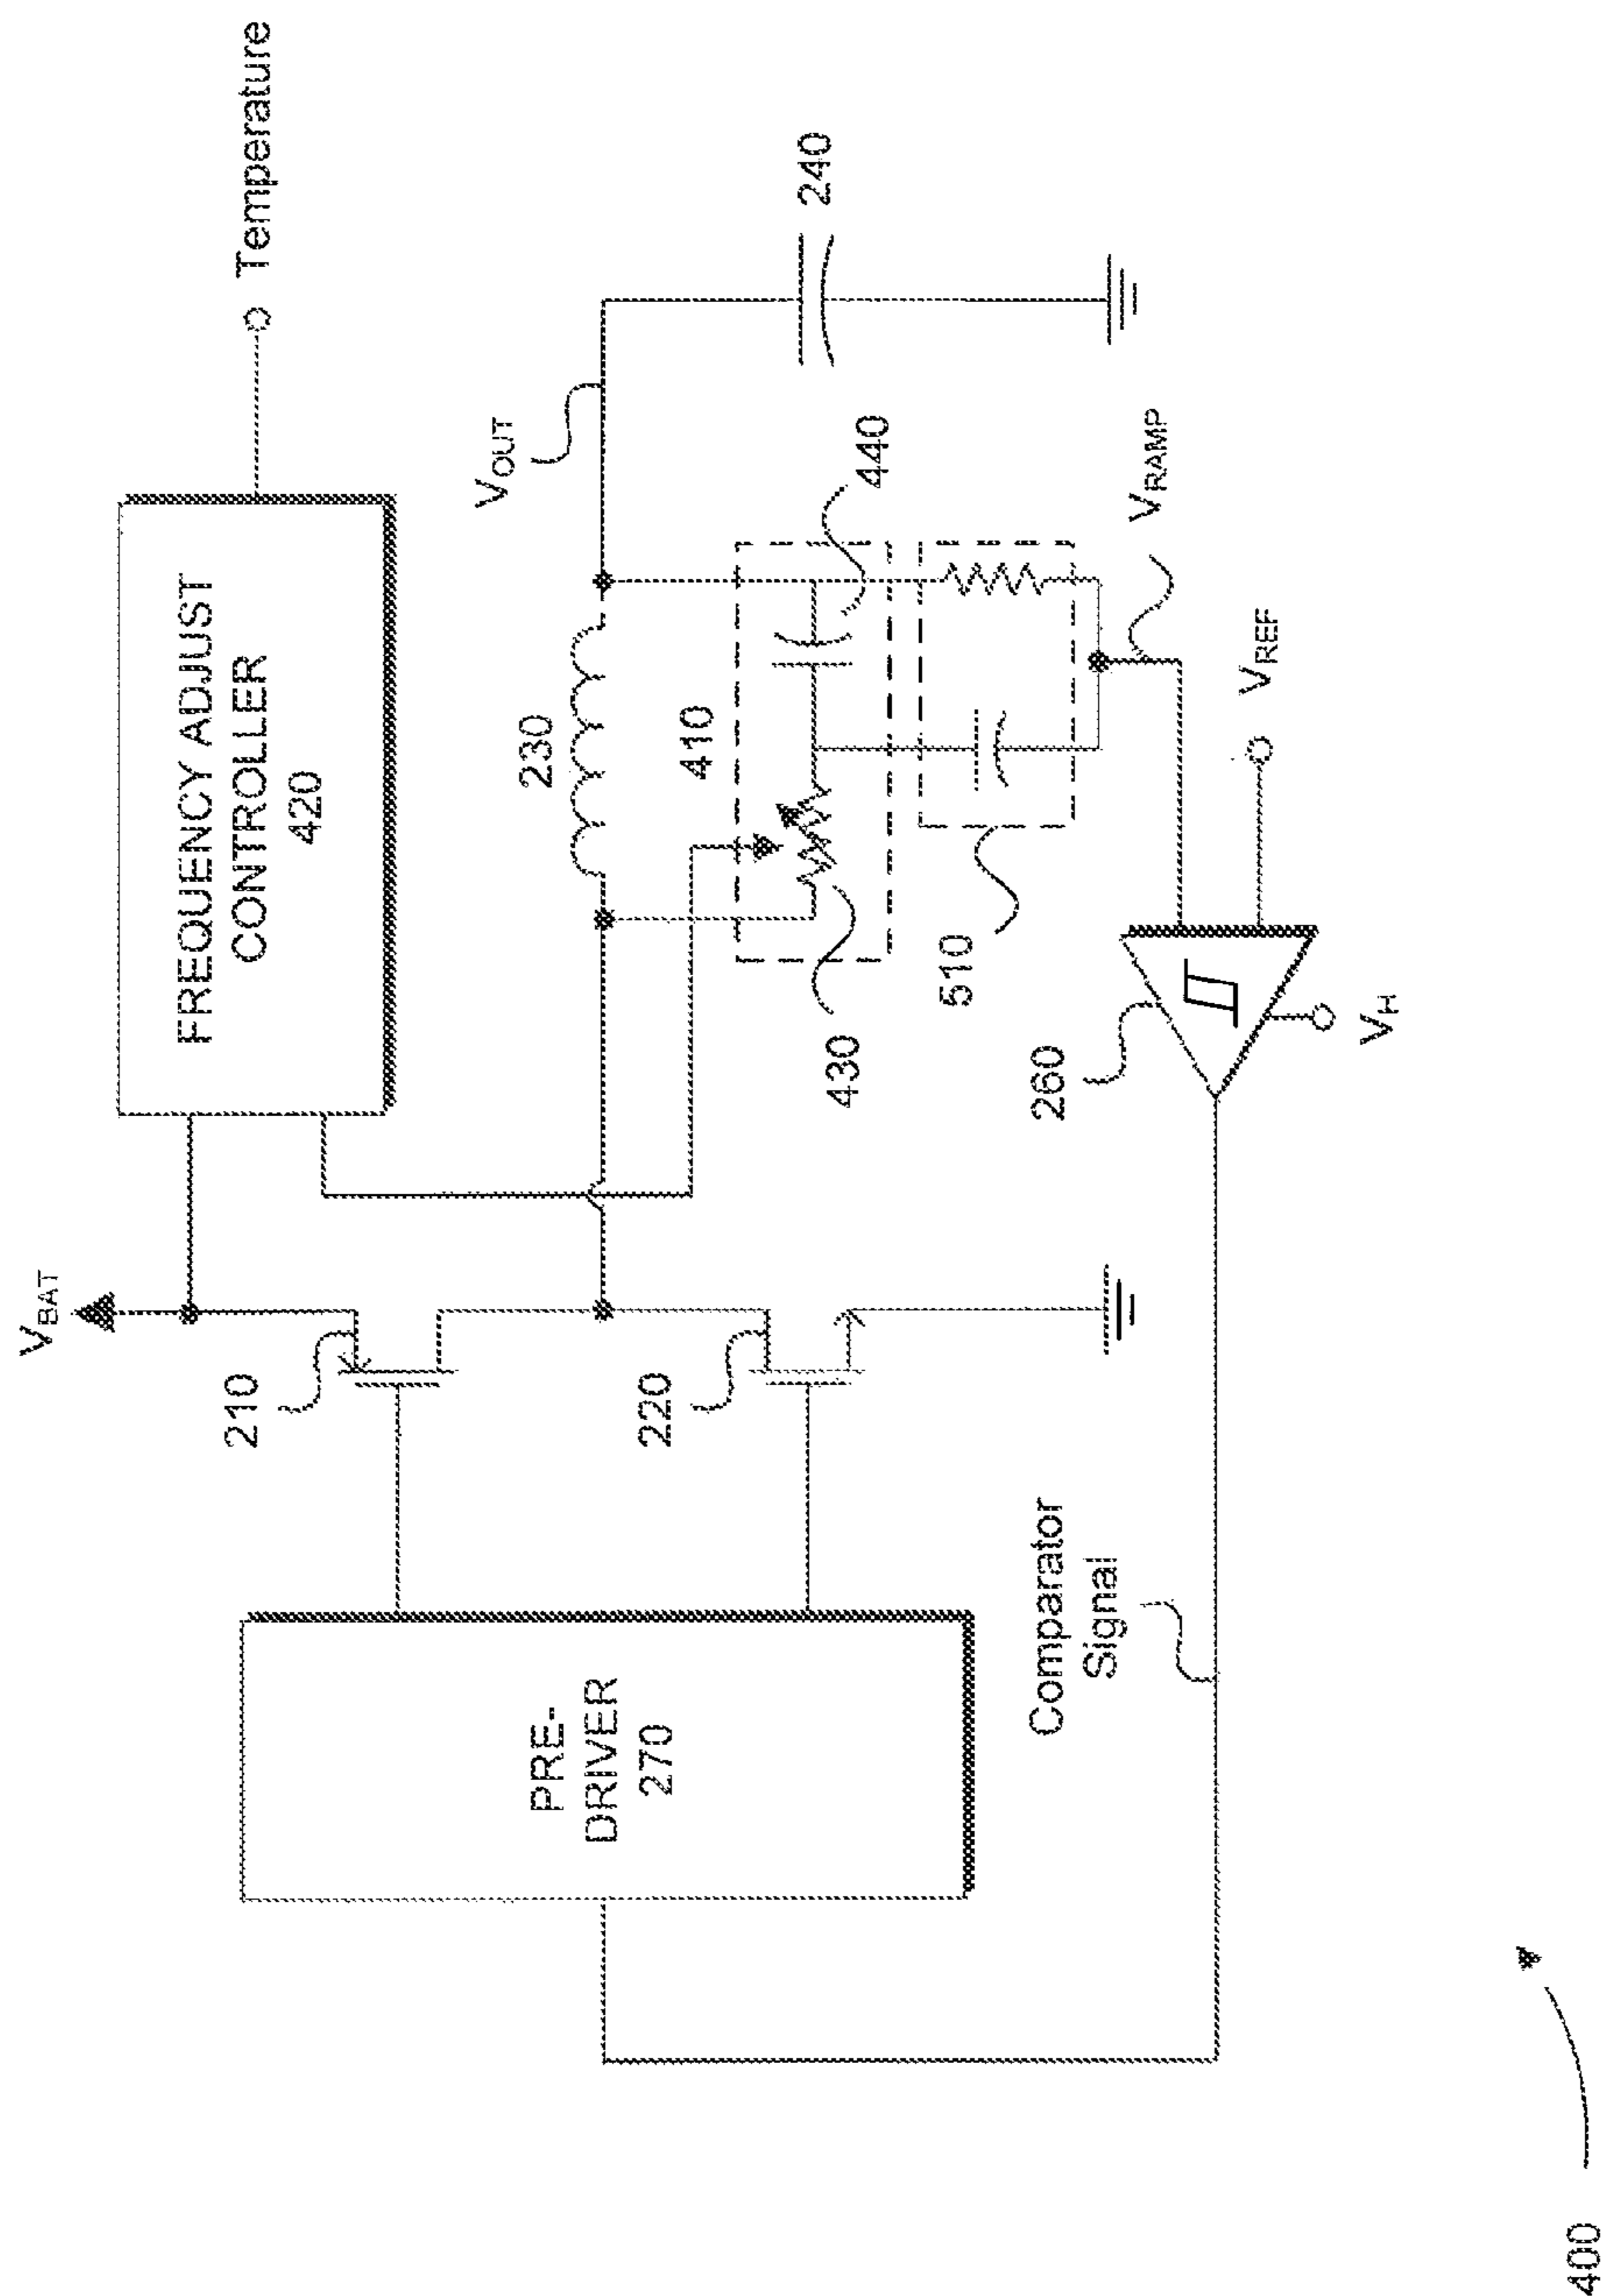 FREQUENCY ADJUST
CONTROLLER
420
Temperature
VBAT
210
220
230
VOUT
240
410
440
430
510
VRAMP
VREF
VH
260
PRE-
DRIVER
270
Comparator
Signal
400